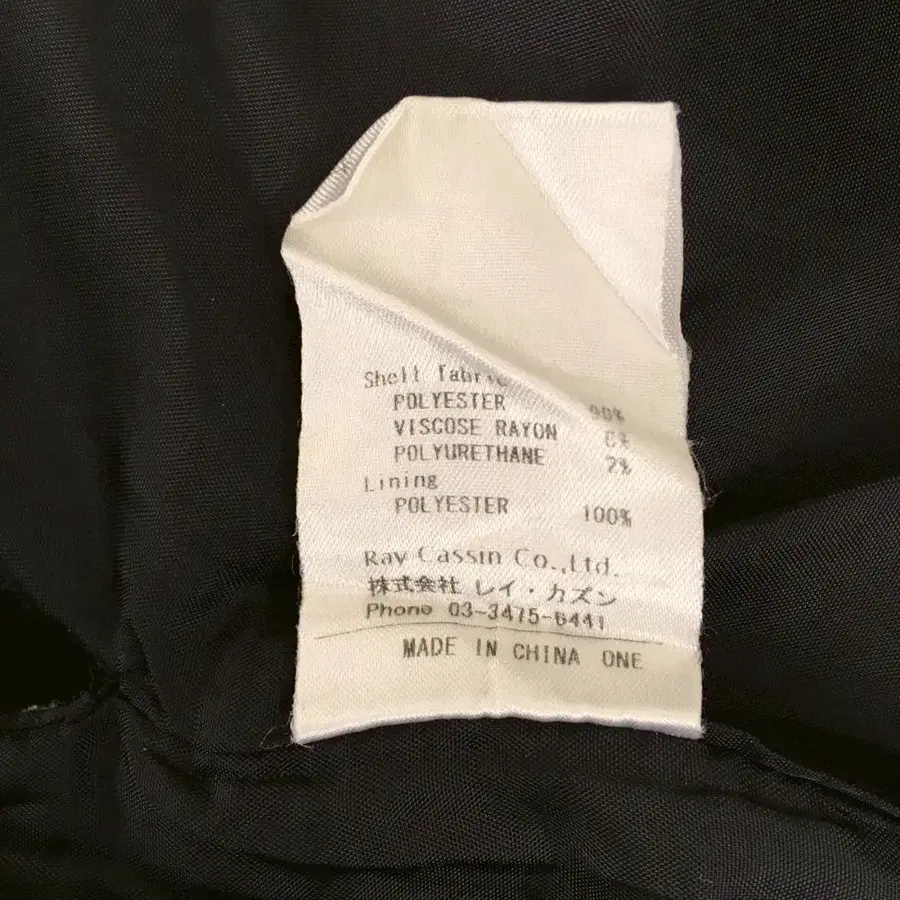 Shell fabric
POLYESTER
VISCOSE RAYON
POLYURETHANE 2%
Lining
POLYESTER 100%
Ray Cassin Co.,Ltd.
株式会社 レイ・カズン
Phone 03-3475-6441
MADE IN CHINA ONE